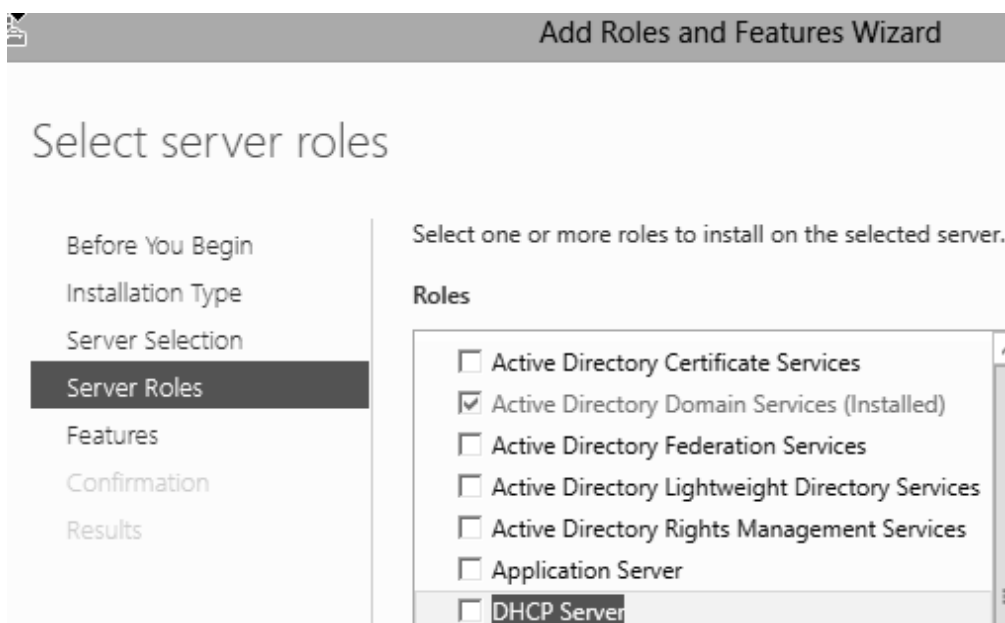 Add Roles and Features Wizard
Select server roles
Before You Begin
Installation Type
Server Selection
Server Roles
Features
Confirmation
Results
Select one or more roles to install on the selected server.
Roles
Active Directory Certificate Services
Active Directory Domain Services (Installed)
Active Directory Federation Services
Active Directory Lightweight Directory Services
Active Directory Rights Management Services
Application Server
DHCP Server